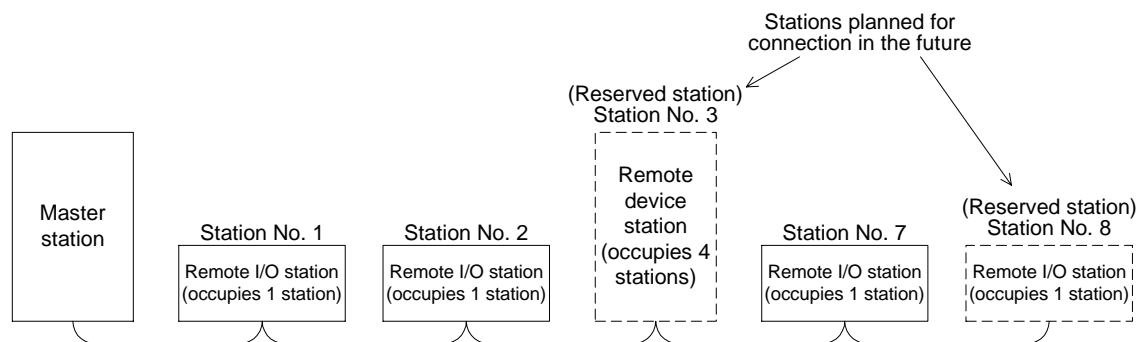 Stations planned for
connection in the future
(Reserved station)
Station No. 3
Master
station
Station No. 1
Remote I/O station
(occupies 1 station)
Station No. 2
Remote I/O station
(occupies 1 station)
Remote
device
station
(occupies 4
stations)
Station No. 7
Remote I/O station
(occupies 1 station)
(Reserved station)
Station No. 8
Remote I/O station
(occupies 1 station)